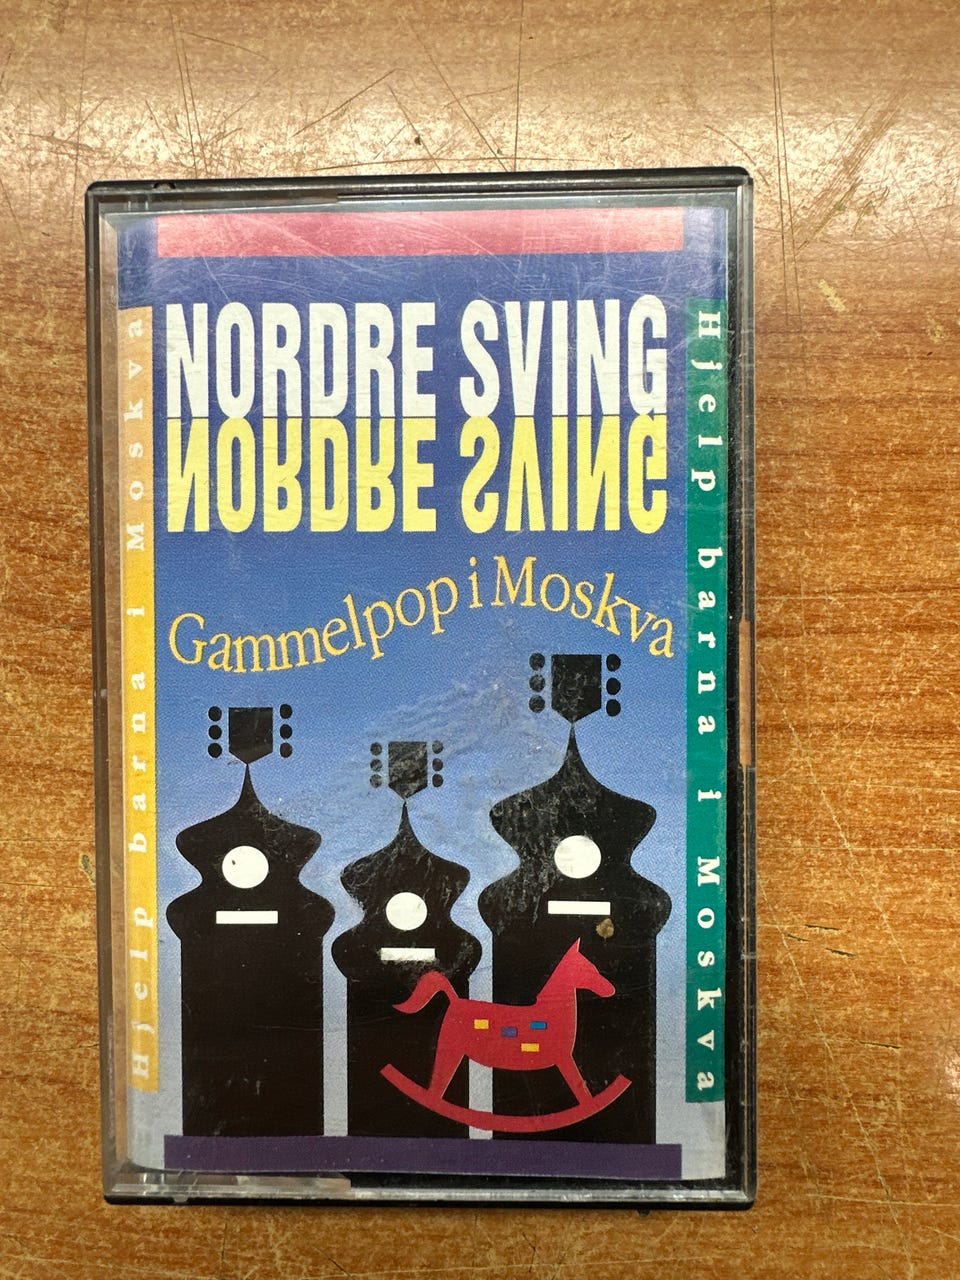 NORDRE SVING
NORDRE SVING
Gammelpop i Moskva
Hjelp barna i Moskva
Hjelp barna i Moskva